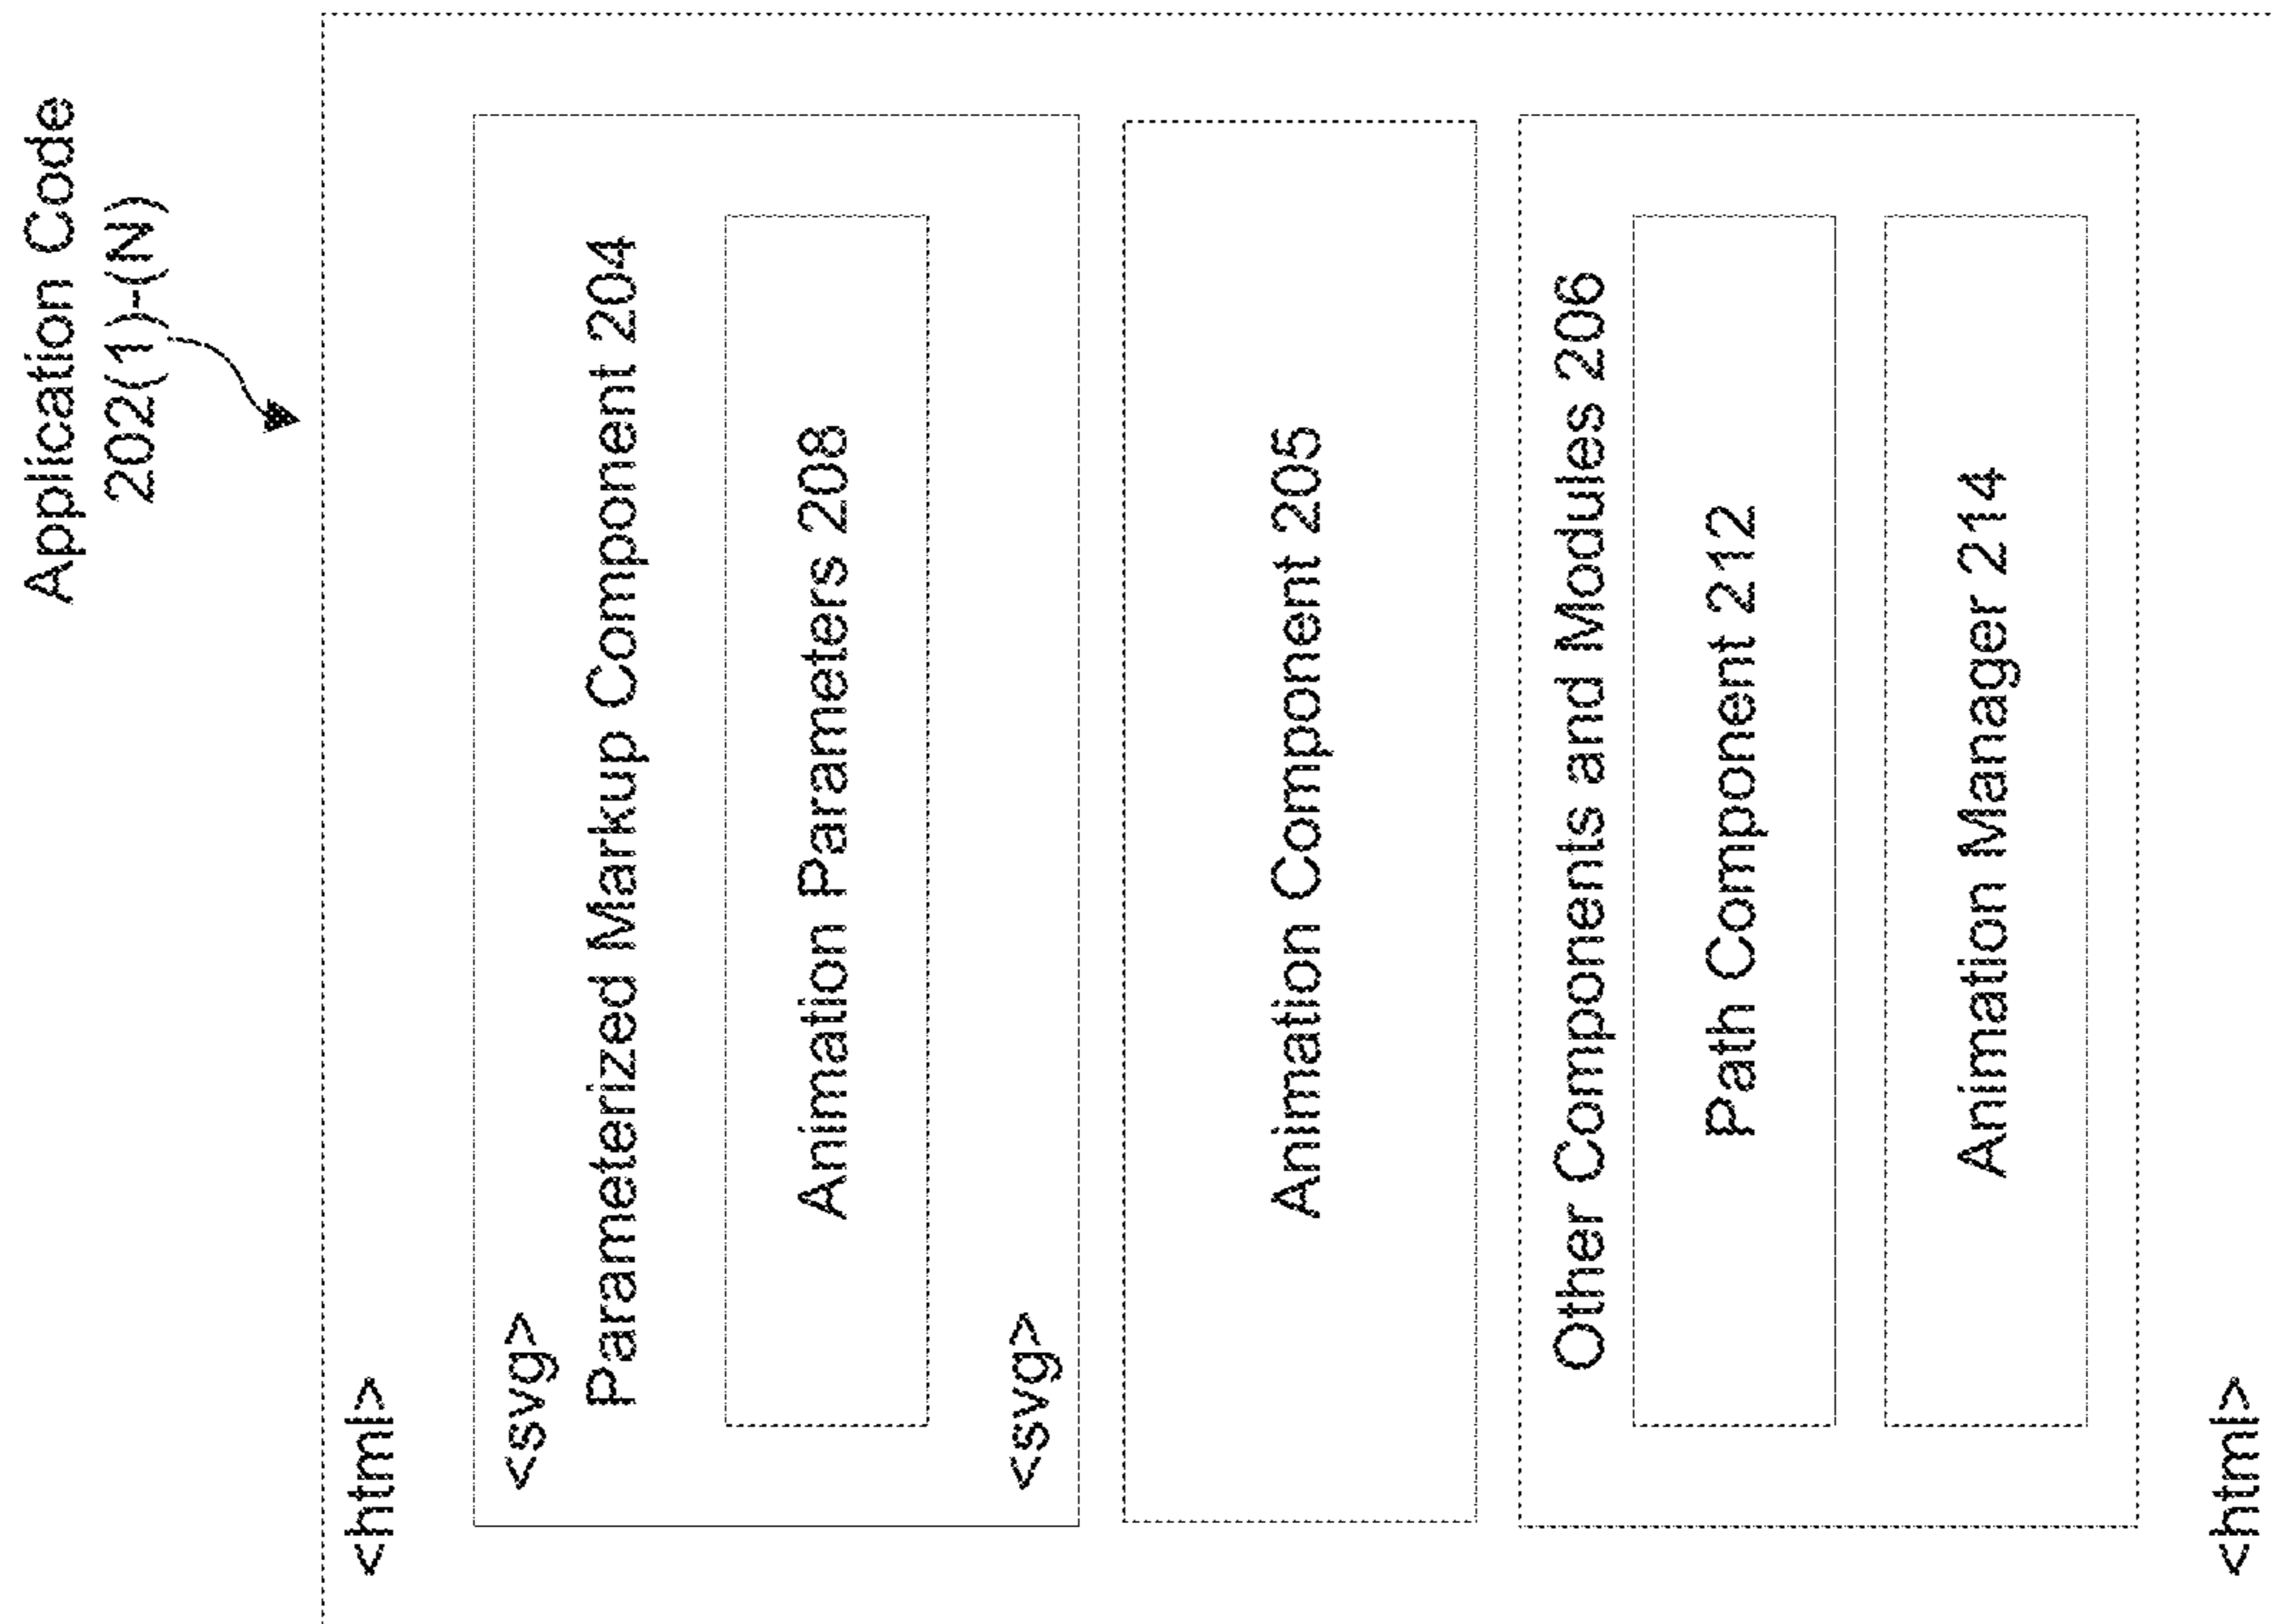 Application Code
202(1)-(N)
<html>
<svg>
Parameterized Markup Component 204
Animation Parameters 208
<svg>
Animation Component 205
Other Components and Modules 206
Path Component 212
Animation Manager 214
<html>